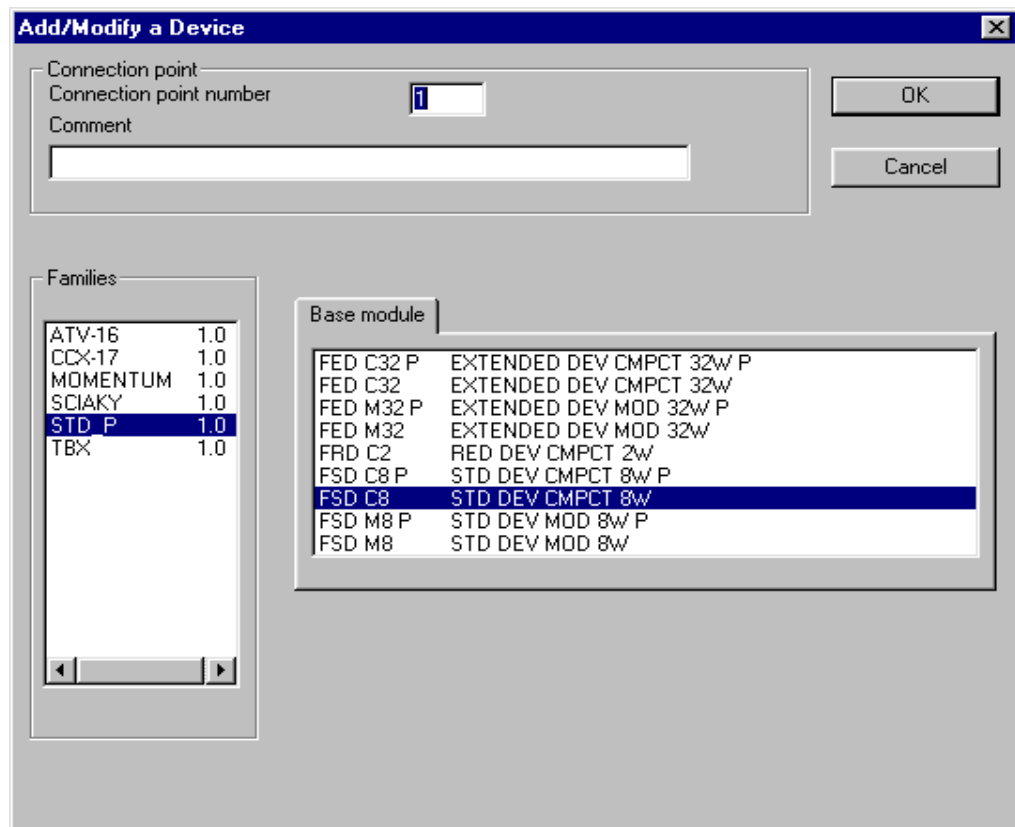 Add/Modify a Device
Connection point
Connection point number 1
OK
Comment
Cancel
Families
ATV-16 1.0
CCX-17 1.0
MOMENTUM 1.0
SCIAKY 1.0
STD_P 1.0
TBX 1.0
Base module
FED C32 P EXTENDED DEV CMPCT 32W P
FED C32 EXTENDED DEV CMPCT 32W
FED M32 P EXTENDED DEV MOD 32W P
FED M32 EXTENDED DEV MOD 32W
FRD C2 RED DEV CMPCT 2W
FSD C8 P STD DEV CMPCT 8W P
FSD C8 STD DEV CMPCT 8W
FSD M8 P STD DEV MOD 8W P
FSD M8 STD DEV MOD 8W